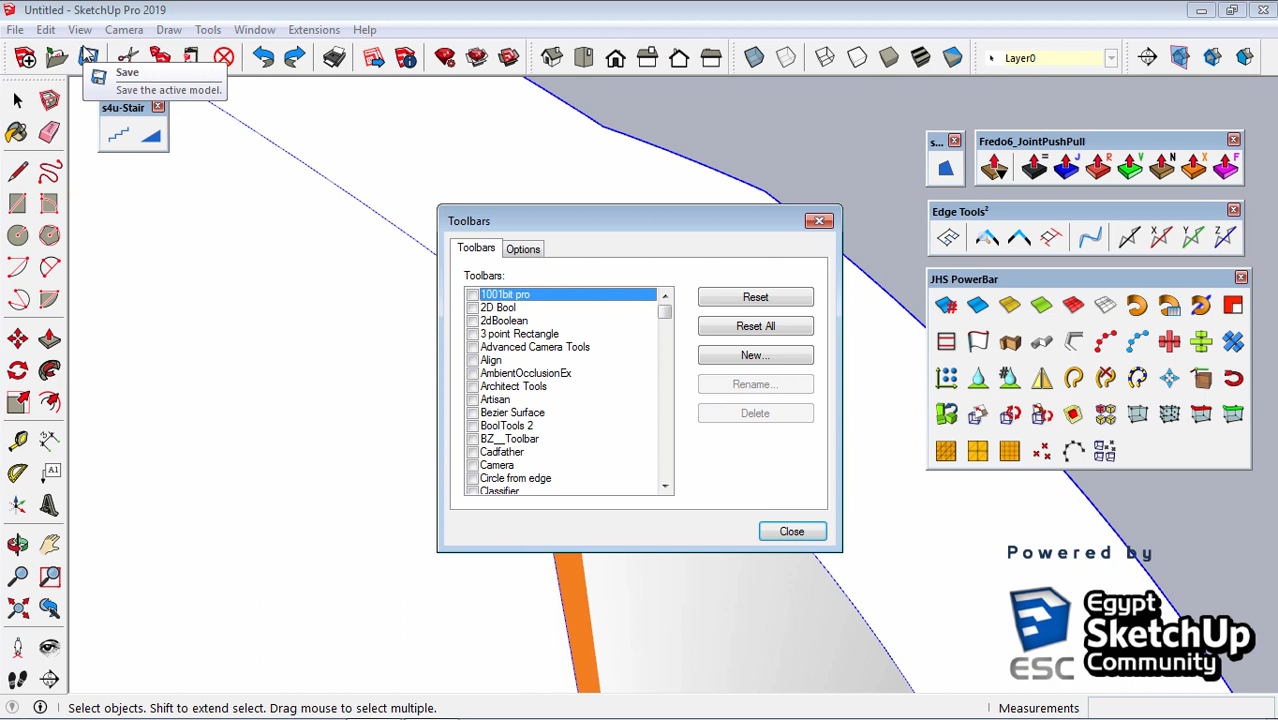 Untitled - SketchUp Pro 2019
File Edit View Camera Draw Tools Window Extensions Help
Layer0
Save
Save the active model.
s4u-Stair
s...
Fredo6_JointPushPull
Edge Tools²
JHS PowerBar
Toolbars
Toolbars Options
Toolbars:
1001bit pro
2D Bool
2dBoolean
3 point Rectangle
Advanced Camera Tools
Align
AmbientOcclusionEx
Architect Tools
Artisan
Bezier Surface
BoolTools 2
BZ__Toolbar
Cadfather
Camera
Circle from edge
Classifier
Reset
Reset All
New...
Rename...
Delete
Close
Powered by
Egypt
SketchUp
Community
ESC
Select objects. Shift to extend select. Drag mouse to select multiple.
Measurements